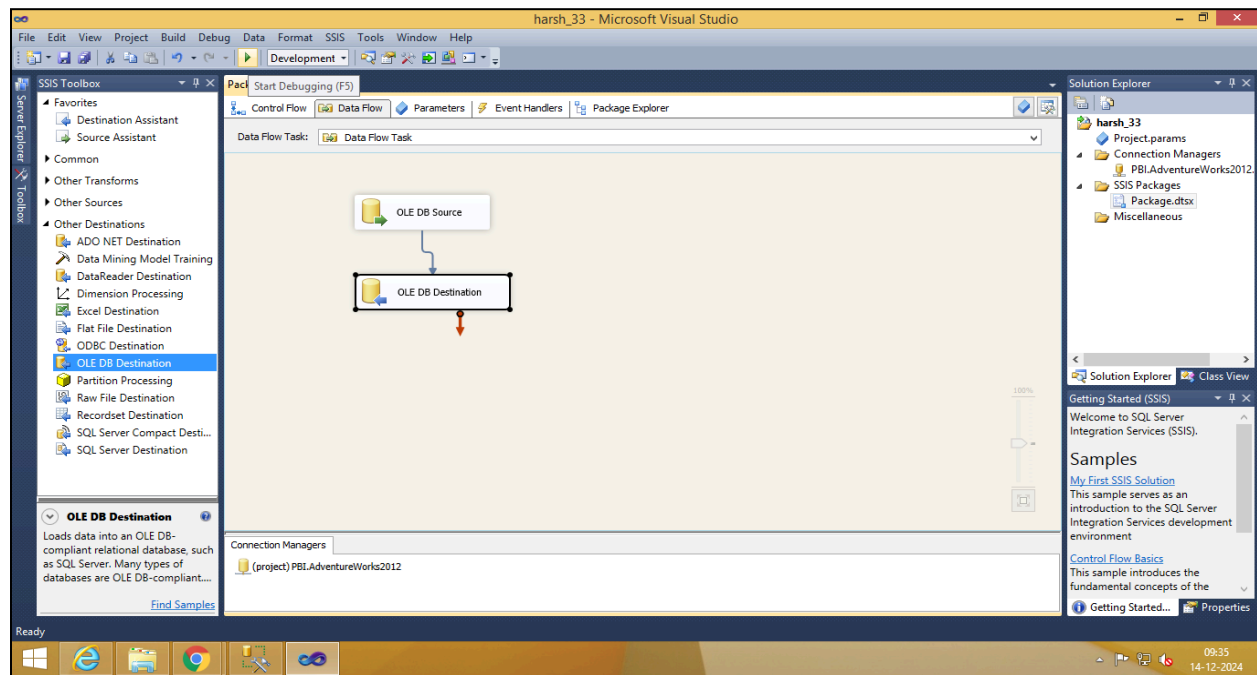 harsh_33 - Microsoft Visual Studio
File Edit View Project Build Debug Data Format SSIS Tools Window Help
Development
Server Explorer
Toolbox
SSIS Toolbox
Favorites
Destination Assistant
Source Assistant
Common
Other Transforms
Other Sources
Other Destinations
ADO NET Destination
Data Mining Model Training
DataReader Destination
Dimension Processing
Excel Destination
Flat File Destination
ODBC Destination
OLE DB Destination
Partition Processing
Raw File Destination
Recordset Destination
SQL Server Compact Desti...
SQL Server Destination
OLE DB Destination
Loads data into an OLE DB-
compliant relational database, such
as SQL Server. Many types of
databases are OLE DB-compliant....
Find Samples
Pac
Start Debugging (F5)
Control Flow Data Flow Parameters Event Handlers Package Explorer
Data Flow Task: Data Flow Task
OLE DB Source
OLE DB Destination
100%
Connection Managers
(project) PBI.AdventureWorks2012
Solution Explorer
harsh_33
Project.params
Connection Managers
PBI.AdventureWorks2012.
SSIS Packages
Package.dtsx
Miscellaneous
Solution Explorer Class View
Getting Started (SSIS)
Welcome to SQL Server
Integration Services (SSIS).
Samples
My First SSIS Solution
This sample serves as an
introduction to the SQL Server
Integration Services development
environment
Control Flow Basics
This sample introduces the
fundamental concepts of the
Getting Started... Properties
Ready
09:35
14-12-2024